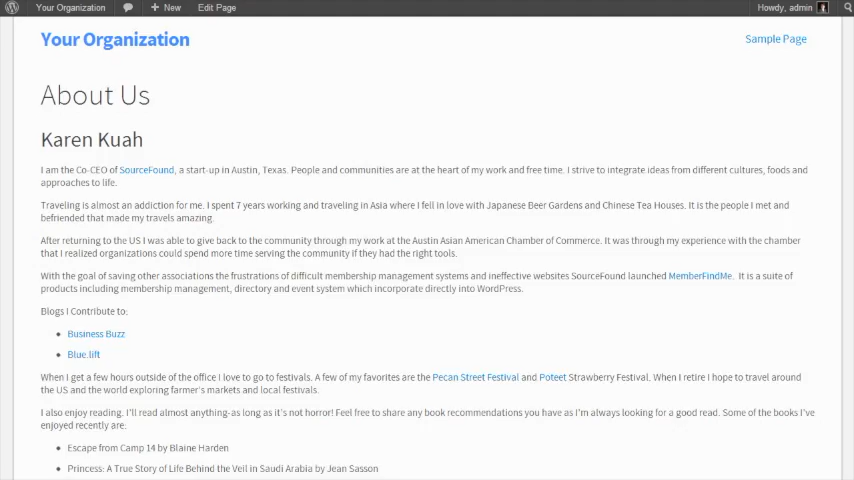 Your Organization New Edit Page Howdy, admin
Your Organization Sample Page
About Us
Karen Kuah
I am the Co-CEO of SourceFound, a start-up in Austin, Texas. People and communities are at the heart of my work and free time. I strive to integrate ideas from different cultures, foods and
approaches to life.
Traveling is almost an addiction for me. I spent 7 years working and traveling in Asia where I fell in love with Japanese Beer Gardens and Chinese Tea Houses. It is the people I met and
befriended that made my travels amazing.
After returning to the US I was able to give back to the community through my work at the Austin Asian American Chamber of Commerce. It was through my experience with the chamber
that I realized organizations could spend more time serving the community if they had the right tools.
With the goal of saving other associations the frustrations of difficult membership management systems and ineffective websites SourceFound launched MemberFindMe. It is a suite of
products including membership management, directory and event system which incorporate directly into WordPress.
Blogs I Contribute to:
• Business Buzz
• Blue.lift
When I get a few hours outside of the office I love to go to festivals. A few of my favorites are the Pecan Street Festival and Poteet Strawberry Festival. When I retire I hope to travel around
the US and the world exploring farmer's markets and local festivals.
I also enjoy reading. I'll read almost anything-as long as it's not horror! Feel free to share any book recommendations you have as I'm always looking for a good read. Some of the books I've
enjoyed recently are:
• Escape from Camp 14 by Blaine Harden
• Princess: A True Story of Life Behind the Veil in Saudi Arabia by Jean Sasson